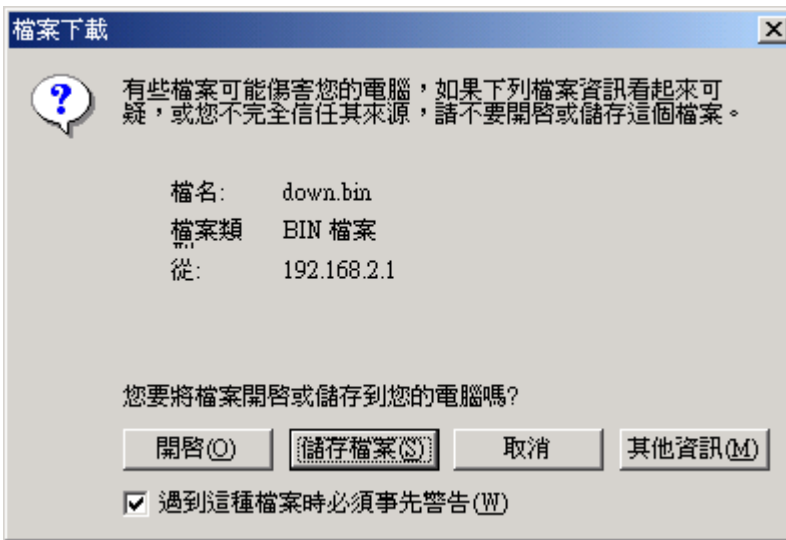 檔案下載
有些檔案可能傷害您的電腦，如果下列檔案資訊看起來可
疑，或您不完全信任其來源，請不要開啓或儲存這個檔案。
檔名: down.bin
檔案類 BIN 檔案
從: 192.168.2.1
您要將檔案開啓或儲存到您的電腦嗎?
開啓(O) 儲存檔案(S) 取消 其他資訊(M)
遇到這種檔案時必須事先警告(W)